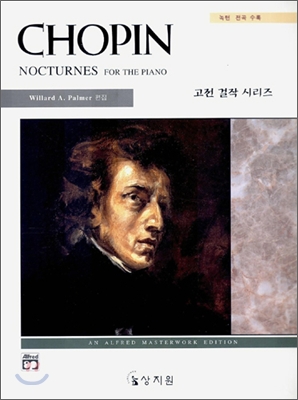 녹턴 전곡 수록
CHOPIN
NOCTURNES FOR THE PIANO
Willard A. Palmer 편집
고전 걸작 시리즈
AN ALFRED MASTERWORK EDITION
Alfred
상지원